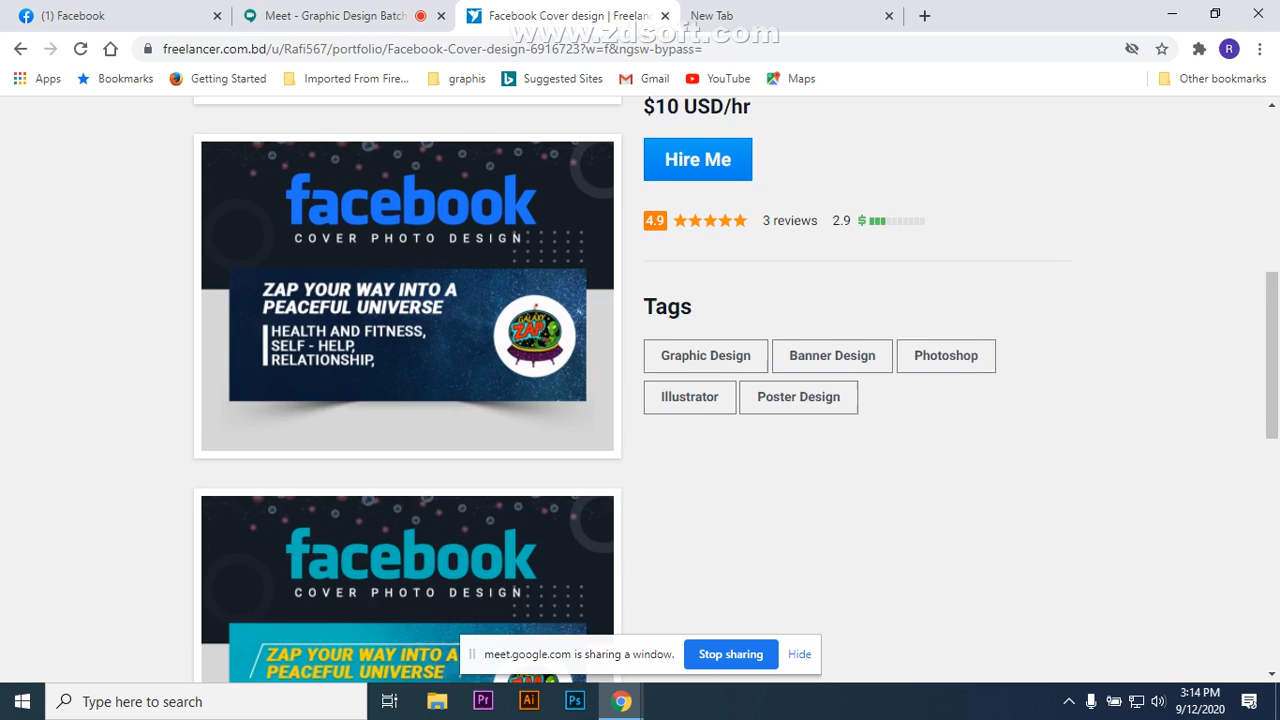 (1) Facebook
Meet - Graphic Design Batch
Facebook Cover design | Freelanc
New Tab
www.zdsoft.com
freelancer.com.bd/u/Rafi567/portfolio/Facebook-Cover-design-6916723?w=f&ngsw-bypass=
R
Apps
Bookmarks
Getting Started
Imported From Fire...
graphis
Suggested Sites
Gmail
YouTube
Maps
Other bookmarks
$10 USD/hr
Hire Me
4.9
3 reviews
2.9
$
Tags
Graphic Design
Banner Design
Photoshop
Illustrator
Poster Design
facebook
COVER PHOTO DESIGN
ZAP YOUR WAY INTO A
PEACEFUL UNIVERSE
HEALTH AND FITNESS,
SELF - HELP,
RELATIONSHIP,
GALAXY
ZAP
facebook
COVER PHOTO DESIGN
ZAP YOUR WAY INTO A
PEACEFUL UNIVERSE
meet.google.com is sharing a window.
Stop sharing
Hide
Type here to search
Pr
Ai
Ps
3:14 PM
9/12/2020